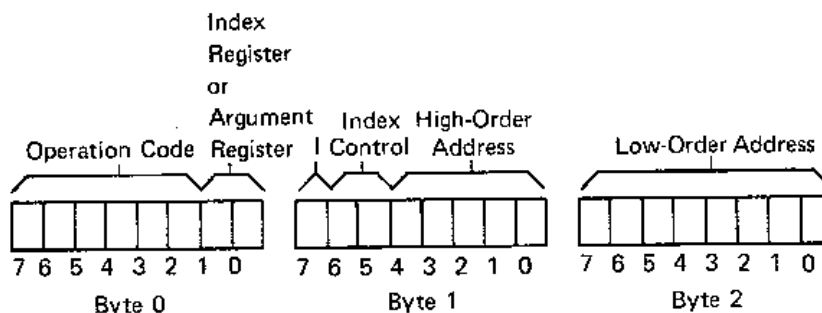 Index
Register
or
Argument
Register
Operation Code
I
Index
Control
High-Order
Address
Low-Order Address
7 6 5 4 3 2 1 0
7 6 5 4 3 2 1 0
7 6 5 4 3 2 1 0
Byte 0
Byte 1
Byte 2